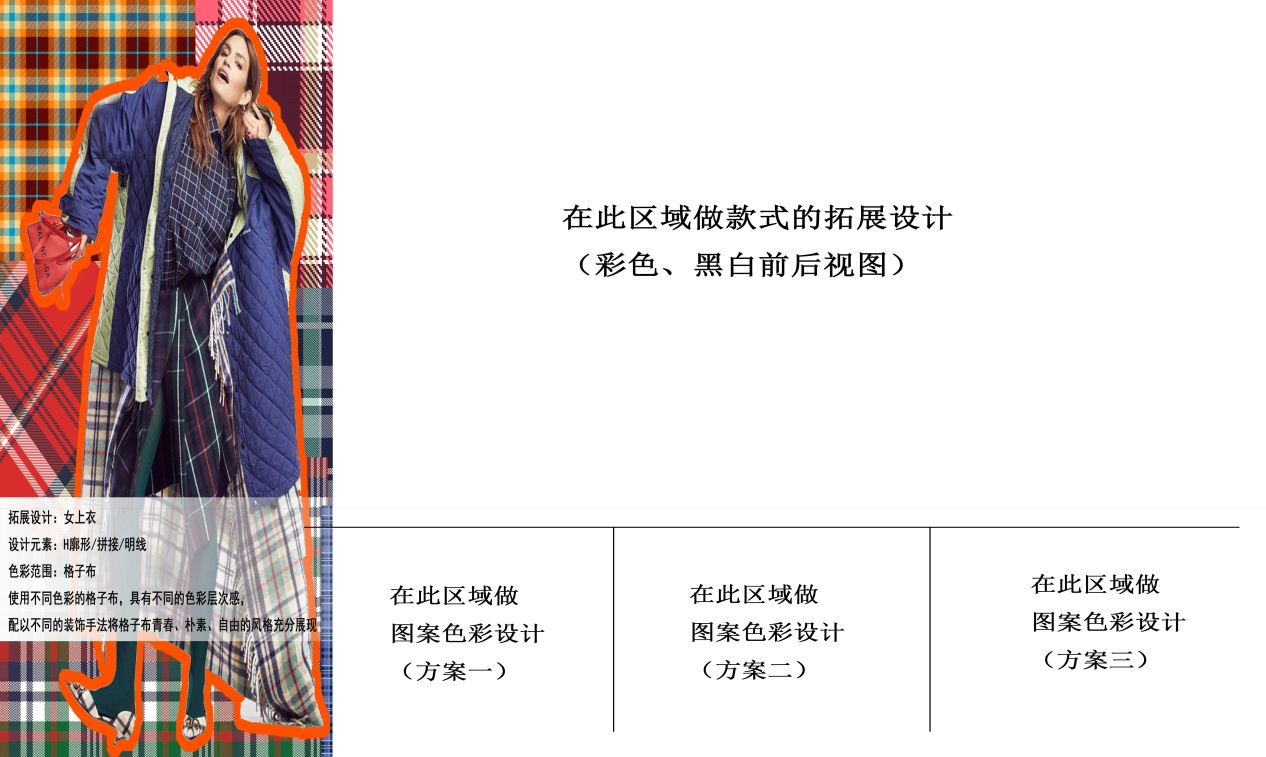 BALENCIAGA
拓展设计：女上衣
设计元素：H廓形/拼接/明线
色彩范围：格子布
使用不同色彩的格子布，具有不同的色彩层次感，
配以不同的装饰手法将格子布青春、朴素、自由的风格充分展现
在此区域做款式的拓展设计
（彩色、黑白前后视图）
在此区域做
图案色彩设计
（方案一）
在此区域做
图案色彩设计
（方案二）
在此区域做
图案色彩设计
（方案三）